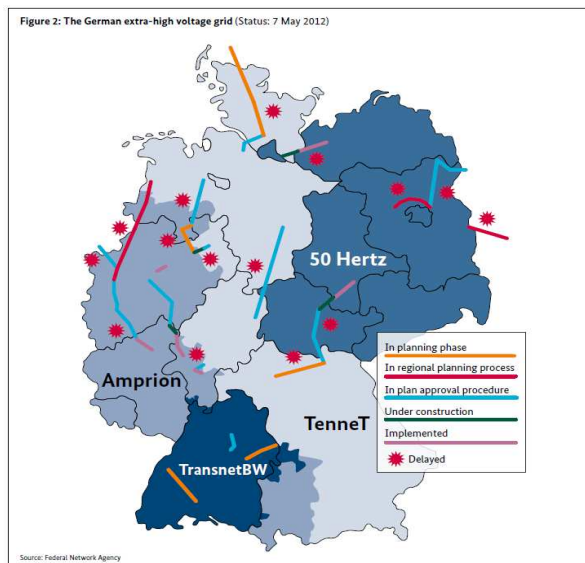 Figure 2: The German extra-high voltage grid (Status: 7 May 2012)
50 Hertz
In planning phase
In regional planning process
In plan approval procedure
Under construction
Implemented
Delayed
Amprion
TenneT
TransnetBW
Source: Federal Network Agency